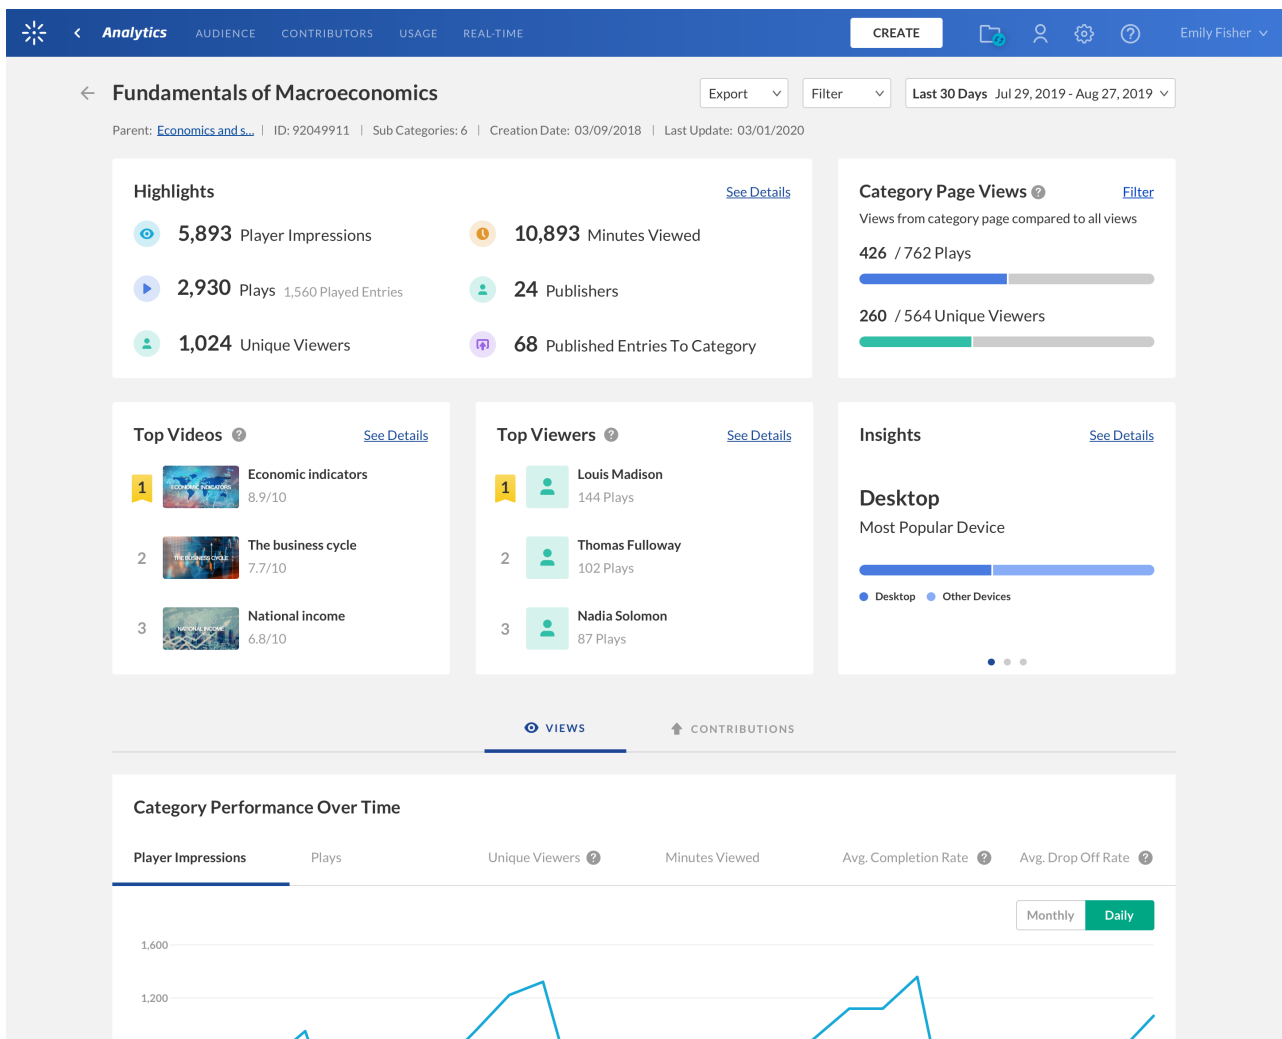 Analytics AUDIENCE CONTRIBUTORS USAGE REAL-TIME CREATE Emily Fisher
Fundamentals of Macroeconomics Export Filter Last 30 Days Jul 29, 2019 - Aug 27, 2019
Parent: Economics and s... | ID: 92049911 | Sub Categories: 6 | Creation Date: 03/09/2018 | Last Update: 03/01/2020
Highlights See Details
5,893 Player Impressions
10,893 Minutes Viewed
2,930 Plays 1,560 Played Entries
24 Publishers
1,024 Unique Viewers
68 Published Entries To Category
Category Page Views ? Filter
Views from category page compared to all views
426 / 762 Plays
260 / 564 Unique Viewers
Top Videos ? See Details
1 ECONOMIC INDICATORS Economic indicators
8.9/10
2 THE BUSINESS CYCLE The business cycle
7.7/10
3 NATIONAL INCOME National income
6.8/10
Top Viewers ? See Details
1 Louis Madison
144 Plays
2 Thomas Fulloway
102 Plays
3 Nadia Solomon
87 Plays
Insights See Details
Desktop
Most Popular Device
Desktop Other Devices
VIEWS CONTRIBUTIONS
Category Performance Over Time
Player Impressions Plays Unique Viewers ? Minutes Viewed Avg. Completion Rate ? Avg. Drop Off Rate ?
Monthly Daily
1,600
1,200